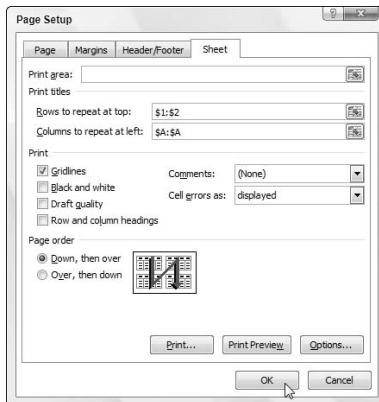 Page Setup
Page Margins Header/Footer Sheet
Print area:
Print titles
Rows to repeat at top: $1:$2
Columns to repeat at left: $A:$A
Print
Gridlines Comments: (None)
Black and white Cell errors as: displayed
Draft quality
Row and column headings
Page order
Down, then over
Over, then down
Print... Print Preview Options...
OK Cancel